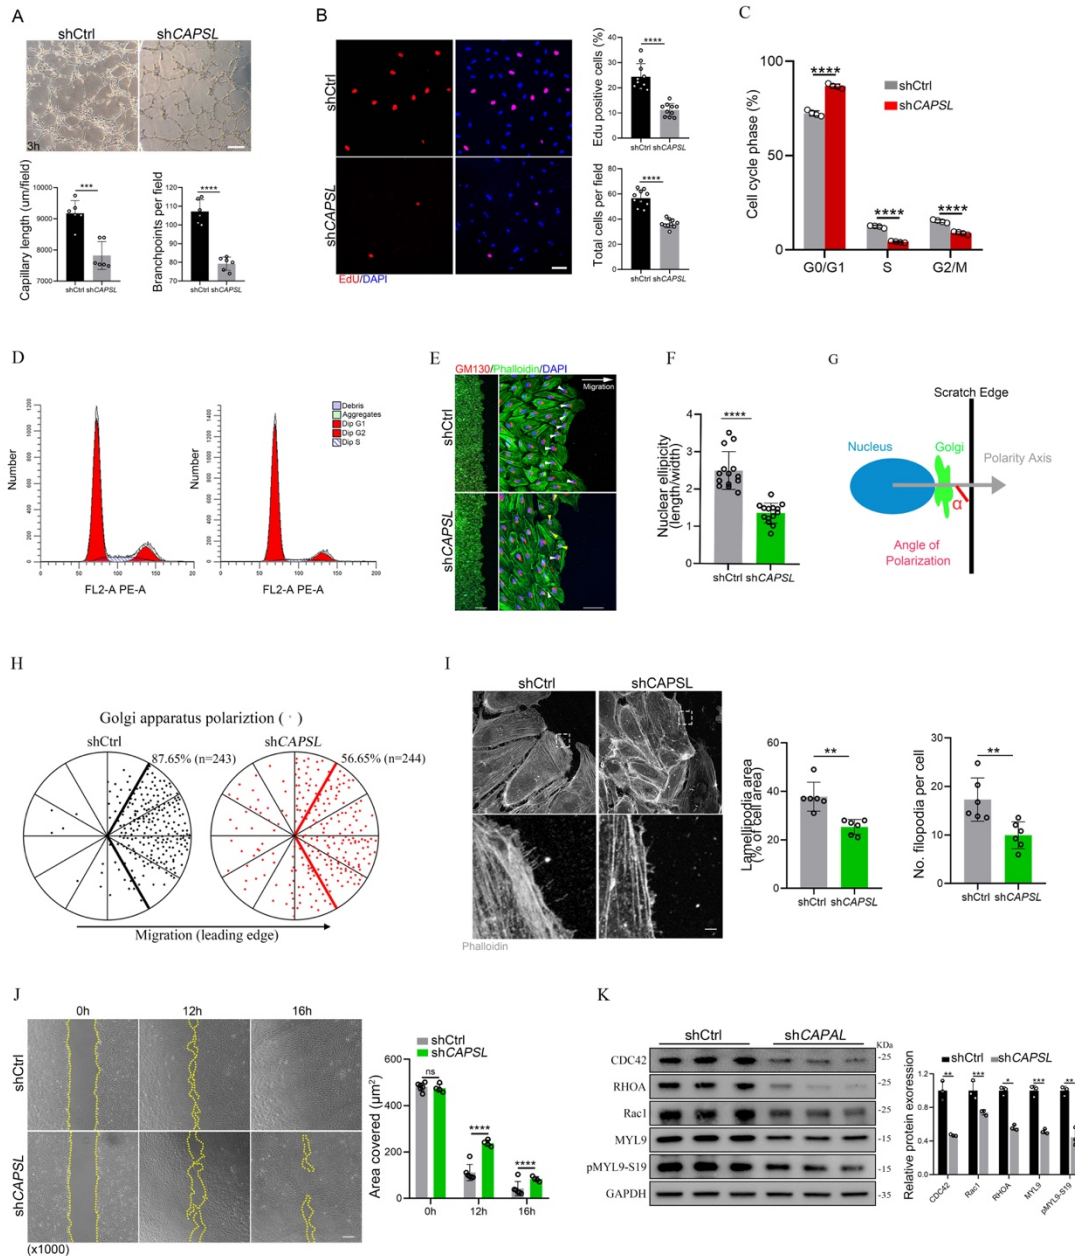 A
shCtrl
shCAPSL
3h
Capillary length (um/field)
10000
9000
8000
7000
***
shCtrl shCAPSL
Branchpoints per field
120
110
100
90
80
70
****
shCtrl shCAPSL
B
shCtrl
shCAPSL
EdU/DAPI
Edu positive cells (%)
40
30
20
10
0
****
shCtrl shCAPSL
Total cells per field
80
60
40
20
0
****
shCtrl shCAPSL
C
Cell cycle phase (%)
100
50
0
****
****
****
shCtrl
shCAPSL
G0/G1
S
G2/M
D
Number
FL2-A PE-A
Number
FL2-A PE-A
Debris
Aggregates
Dip G1
Dip G2
Dip S
E
GM130/Phalloidin/DAPI
Migration
shCtrl
shCAPSL
F
Nuclear ellipicity
(length/width)
4
3
2
1
0
****
shCtrl shCAPSL
G
Scratch Edge
Nucleus
Golgi
Polarity Axis
α
Angle of
Polarization
H
Golgi apparatus polariztion ( ° )
shCtrl
87.65% (n=243)
shCAPSL
56.65% (n=244)
Migration (leading edge)
I
shCtrl
shCAPSL
Phalloidin
Lamellipodia area
(% of cell area)
60
40
20
0
**
shCtrl shCAPSL
No. filopodia per cell
30
20
10
0
**
shCtrl shCAPSL
J
0h
12h
16h
shCtrl
shCAPSL
(x1000)
Area covered (µm²)
600
400
200
0
shCtrl
shCAPSL
ns
****
****
0h
12h
16h
K
shCtrl
shCAPAL
KDa
CDC42
-25
RHOA
-25
Rac1
-25
MYL9
-15
pMYL9-S19
-15
GAPDH
-35
Relative protein exoression
1.2
0.8
0.4
0
shCtrl
shCAPSL
**
***
*
***
**
CDC42
Rac1
RHOA
MYL9
pMYL9-S19